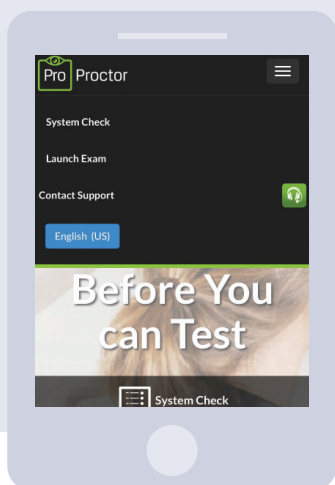 Pro Proctor
System Check
Launch Exam
Contact Support
English (US)
Before You
can Test
System Check